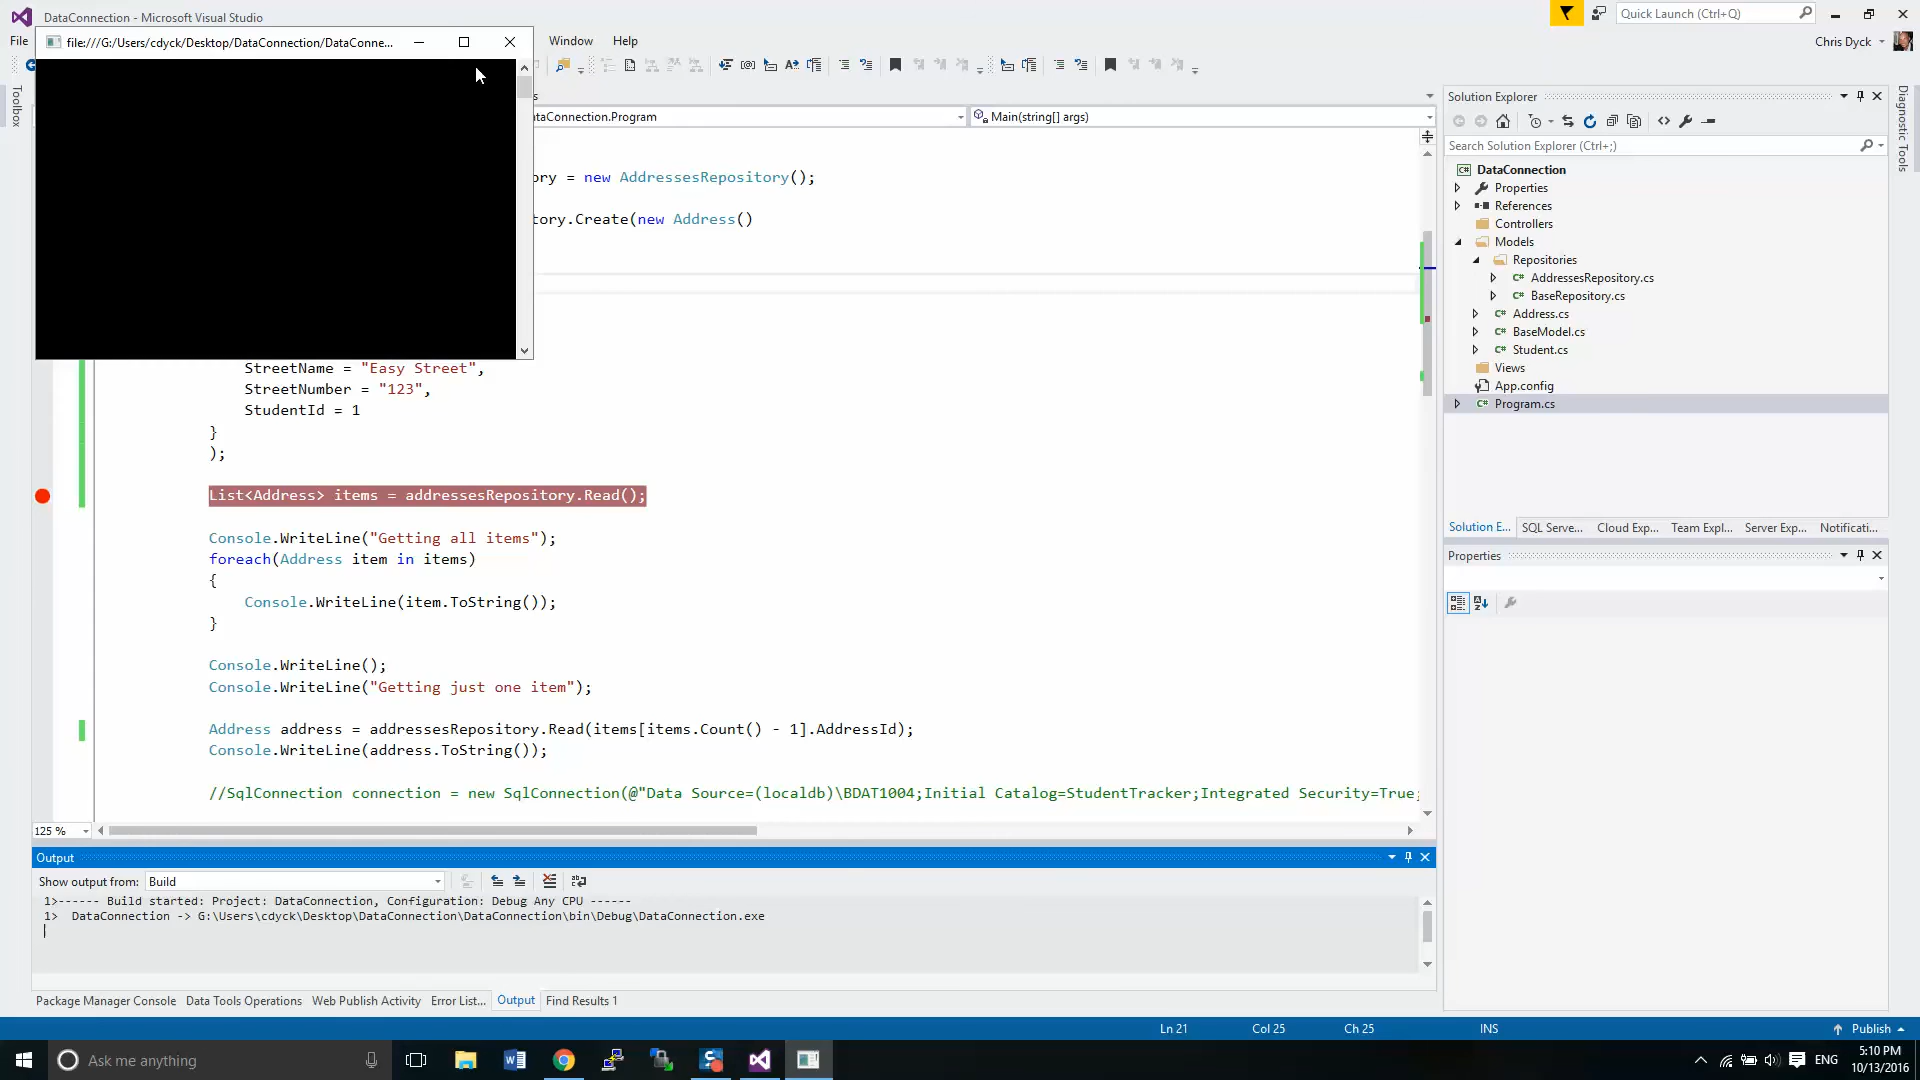 DataConnection - Microsoft Visual Studio
Quick Launch (Ctrl+Q)
File
file:///G:/Users/cdyck/Desktop/DataConnection/DataConne...
Window Help
Chris Dyck
Toolbox
Main(string[] args)
ory = new AddressesRepository();
tory.Create(new Address()
StreetName = "Easy Street",
StreetNumber = "123",
StudentId = 1
}
);
List<Address> items = addressesRepository.Read();
Console.WriteLine("Getting all items");
foreach(Address item in items)
{
Console.WriteLine(item.ToString());
}
Console.WriteLine();
Console.WriteLine("Getting just one item");
Address address = addressesRepository.Read(items[items.Count() - 1].AddressId);
Console.WriteLine(address.ToString());
//SqlConnection connection = new SqlConnection(@"Data Source=(localdb)\BDAT1004;Initial Catalog=StudentTracker;Integrated Security=True;
125 %
Output
Show output from: Build
1>------ Build started: Project: DataConnection, Configuration: Debug Any CPU ------
1>  DataConnection -> G:\Users\cdyck\Desktop\DataConnection\DataConnection\bin\Debug\DataConnection.exe
Package Manager Console Data Tools Operations Web Publish Activity Error List... Output Find Results 1
Solution Explorer
Search Solution Explorer (Ctrl+;)
DataConnection
Properties
References
Controllers
Models
Repositories
AddressesRepository.cs
BaseRepository.cs
Address.cs
BaseModel.cs
Student.cs
Views
App.config
Program.cs
Solution E... SQL Serve... Cloud Exp... Team Expl... Server Exp... Notificati...
Properties
Diagnostic Tools
Ln 21 Col 25 Ch 25 INS Publish
Ask me anything
ENG
5:10 PM
10/13/2016